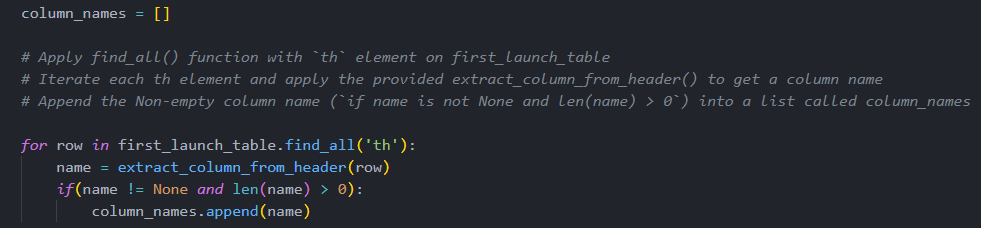 column_names = []
# Apply find_all() function with `th` element on first_launch_table
# Iterate each th element and apply the provided extract_column_from_header() to get a column name
# Append the Non-empty column name (`if name is not None and len(name) > 0`) into a list called column_names
for row in first_launch_table.find_all('th'):
    name = extract_column_from_header(row)
    if(name != None and len(name) > 0):
        column_names.append(name)